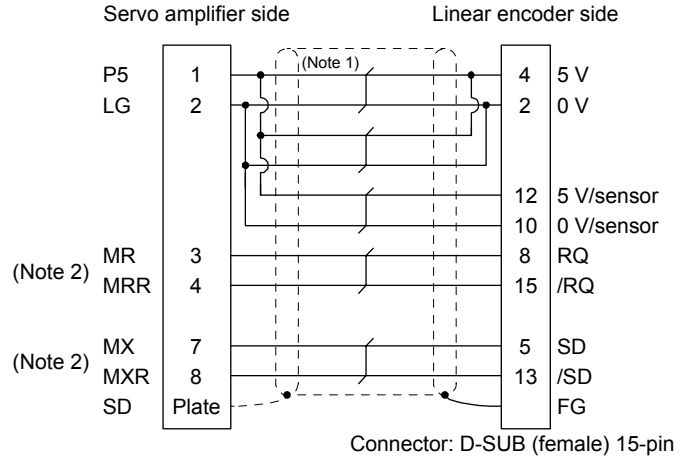 Servo amplifier side Linear encoder side
(Note 1)
P5 1 4 5 V
LG 2 2 0 V
12 5 V/sensor
10 0 V/sensor
MR 3 8 RQ
(Note 2)
MRR 4 15 /RQ
MX 7 5 SD
(Note 2)
MXR 8 13 /SD
SD Plate FG
Connector: D-SUB (female) 15-pin